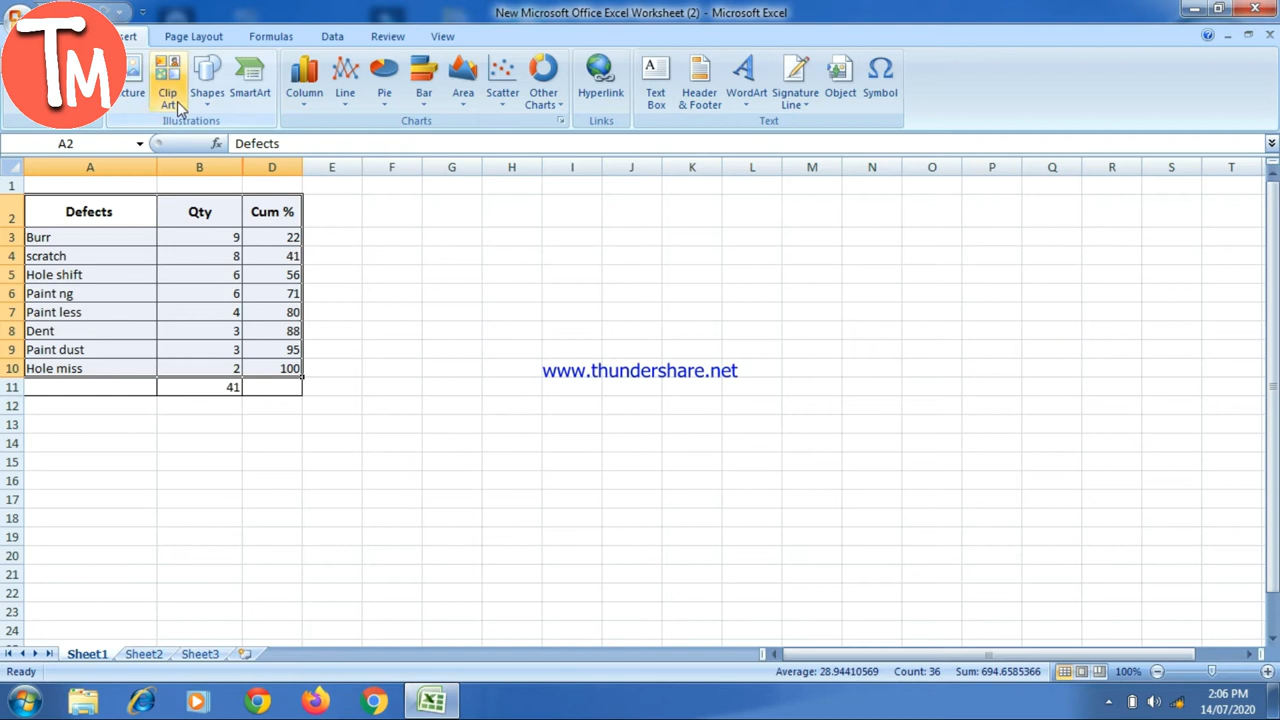 New Microsoft Office Excel Worksheet (2) - Microsoft Excel
TM
Page Layout Formulas Data Review View
Clip Art Shapes SmartArt Column Line Pie Bar Area Scatter Other Charts Hyperlink Text Box Header & Footer WordArt Signature Line Object Symbol
Illustrations Charts Links Text
A2 fx Defects
A B D E F G H I J K L M N O P Q R S T
1
2 Defects Qty Cum %
3 Burr 9 22
4 scratch 8 41
5 Hole shift 6 56
6 Paint ng 6 71
7 Paint less 4 80
8 Dent 3 88
9 Paint dust 3 95
10 Hole miss 2 100
www.thundershare.net
11 41
12
13
14
15
16
17
18
19
20
21
22
23
24
Sheet1 Sheet2 Sheet3
Ready Average: 28.94410569 Count: 36 Sum: 694.6585366 100%
2:06 PM
14/07/2020